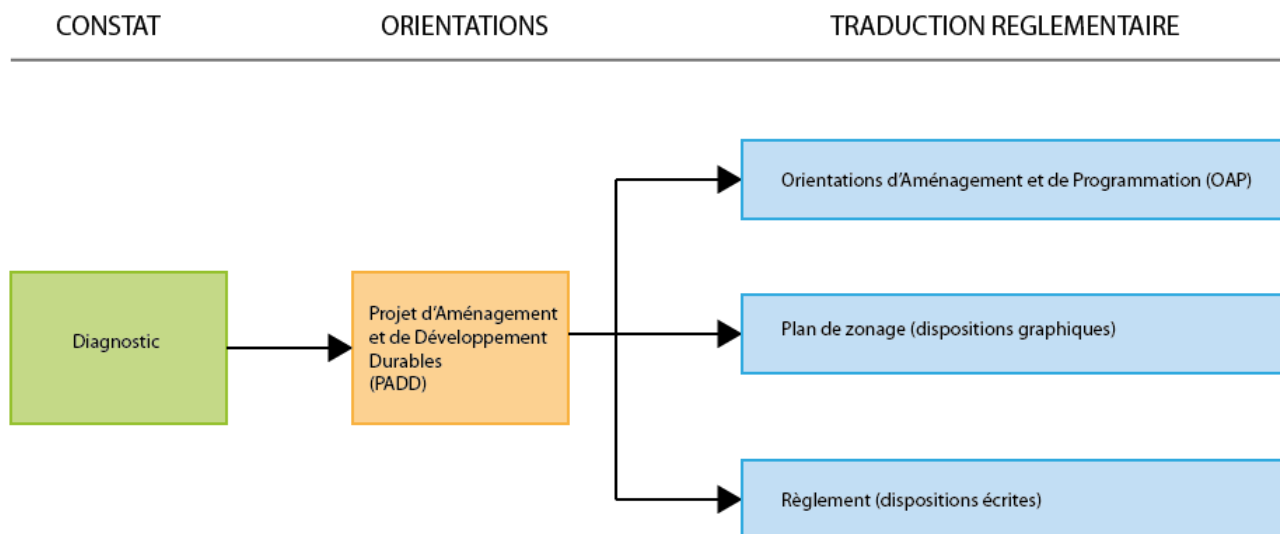 CONSTAT
ORIENTATIONS
TRADUCTION REGLEMENTAIRE
Orientations d'Aménagement et de Programmation (OAP)
Diagnostic
Projet d'Aménagement
et de Développement
Durables
(PADD)
Plan de zonage (dispositions graphiques)
Règlement (dispositions écrites)